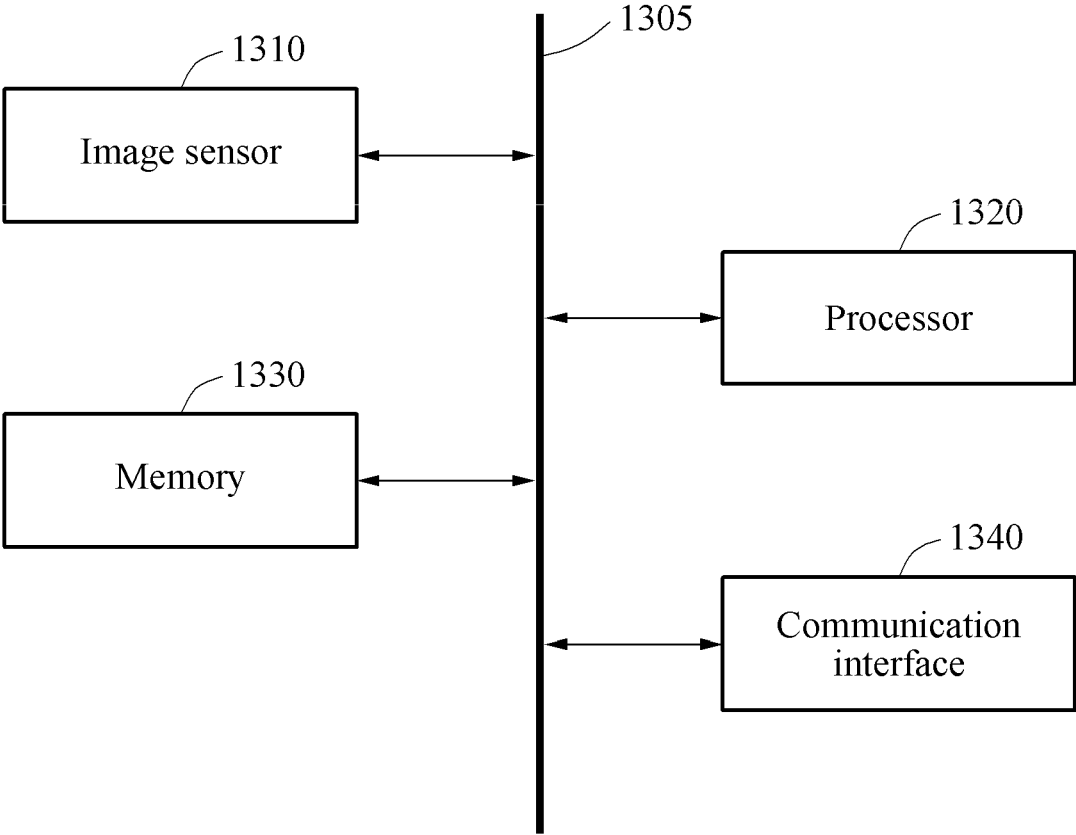 1305
1310
Image sensor
1320
Processor
1330
Memory
1340
Communication
interface